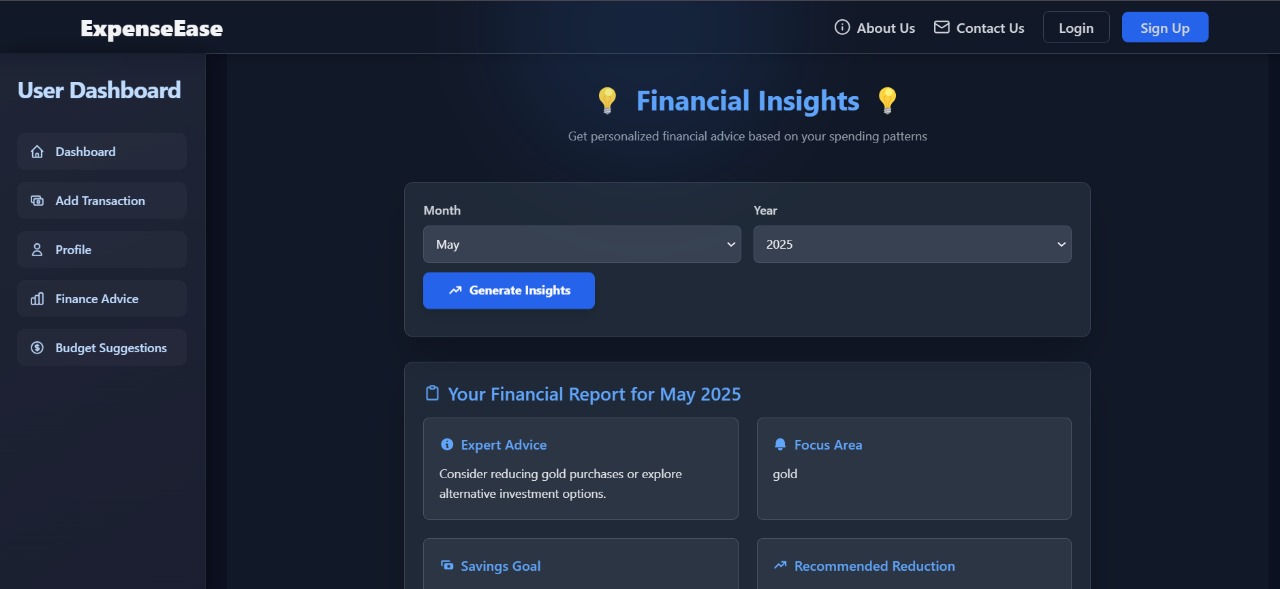 ExpenseEase
About Us
Contact Us
Login
Sign Up
User Dashboard
Dashboard
Add Transaction
Profile
Finance Advice
Budget Suggestions
Financial Insights
Get personalized financial advice based on your spending patterns
Month
Year
May
2025
Generate Insights
Your Financial Report for May 2025
Expert Advice
Consider reducing gold purchases or explore
alternative investment options.
Focus Area
gold
Savings Goal
Recommended Reduction